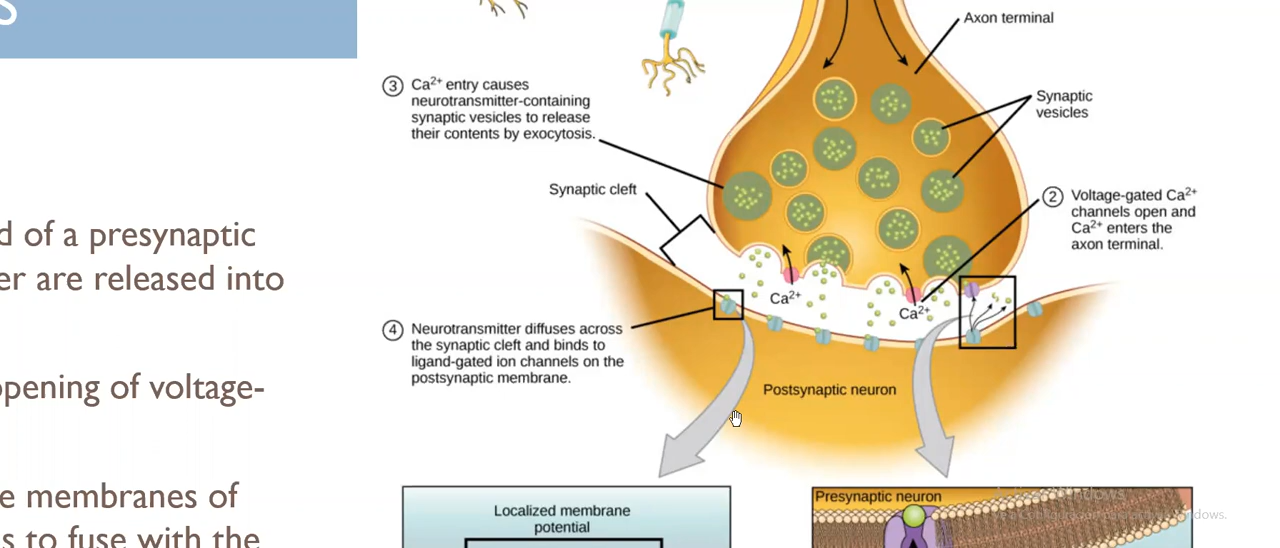 s
d of a presynaptic
er are released into
opening of voltage-
e membranes of
s to fuse with the
Axon terminal
③ Ca²⁺ entry causes
neurotransmitter-containing
synaptic vesicles to release
their contents by exocytosis.
Synaptic
vesicles
Synaptic cleft
② Voltage-gated Ca²⁺
channels open and
Ca²⁺ enters the
axon terminal.
Ca²⁺
Ca²⁺
④ Neurotransmitter diffuses across
the synaptic cleft and binds to
ligand-gated ion channels on the
postsynaptic membrane.
Postsynaptic neuron
Localized membrane
potential
Presynaptic neuron